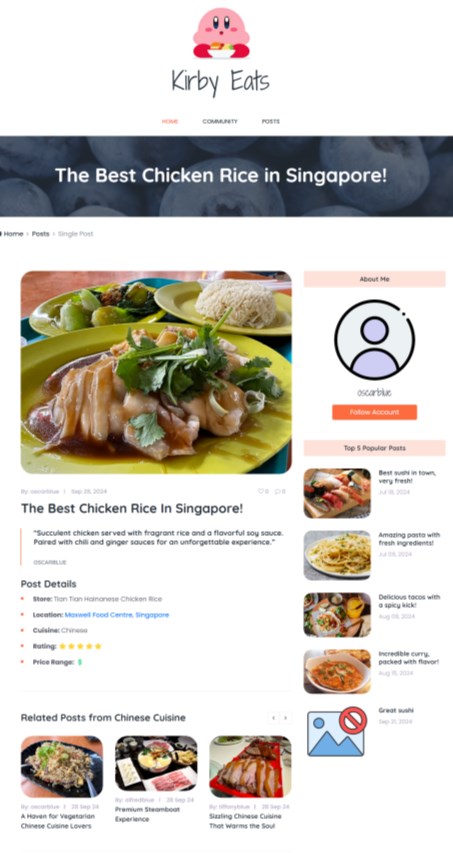 Kirby Eats
HOME COMMUNITY POSTS
The Best Chicken Rice in Singapore!
Home > Posts > Single Post
About Me
oscarblue
Follow Account
Top 5 Popular Posts
Best sushi in town,
very fresh!
Jul 18, 2024
Amazing pasta with
fresh ingredients!
Jul 09, 2024
Delicious tacos with
a spicy kick!
Aug 09, 2024
Incredible curry,
packed with flavor!
Aug 15, 2024
Great sushi
Sep 21, 2024
By: oscarblue | Sep 28, 2024
0 0
The Best Chicken Rice In Singapore!
"Succulent chicken served with fragrant rice and a flavorful soy sauce.
Paired with chili and ginger sauces for an unforgettable experience."
OSCARBLUE
Post Details
Store: Tian Tian Hainanese Chicken Rice
Location: Maxwell Food Centre, Singapore
Cuisine: Chinese
Rating:
Price Range: $
Related Posts from Chinese Cuisine
By: oscarblue | 28 Sep 24
A Haven for Vegetarian
Chinese Cuisine Lovers
By: alfredblue | 28 Sep 24
Premium Steamboat
Experience
By: tiffanyblue | 28 Sep 24
Sizzling Chinese Cuisine
That Warms the Soul